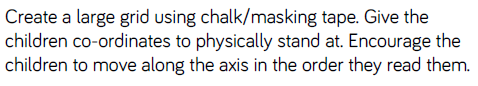 Create a large grid using chalk/masking tape. Give the
children co-ordinates to physically stand at. Encourage the
children to move along the axis in the order they read them.